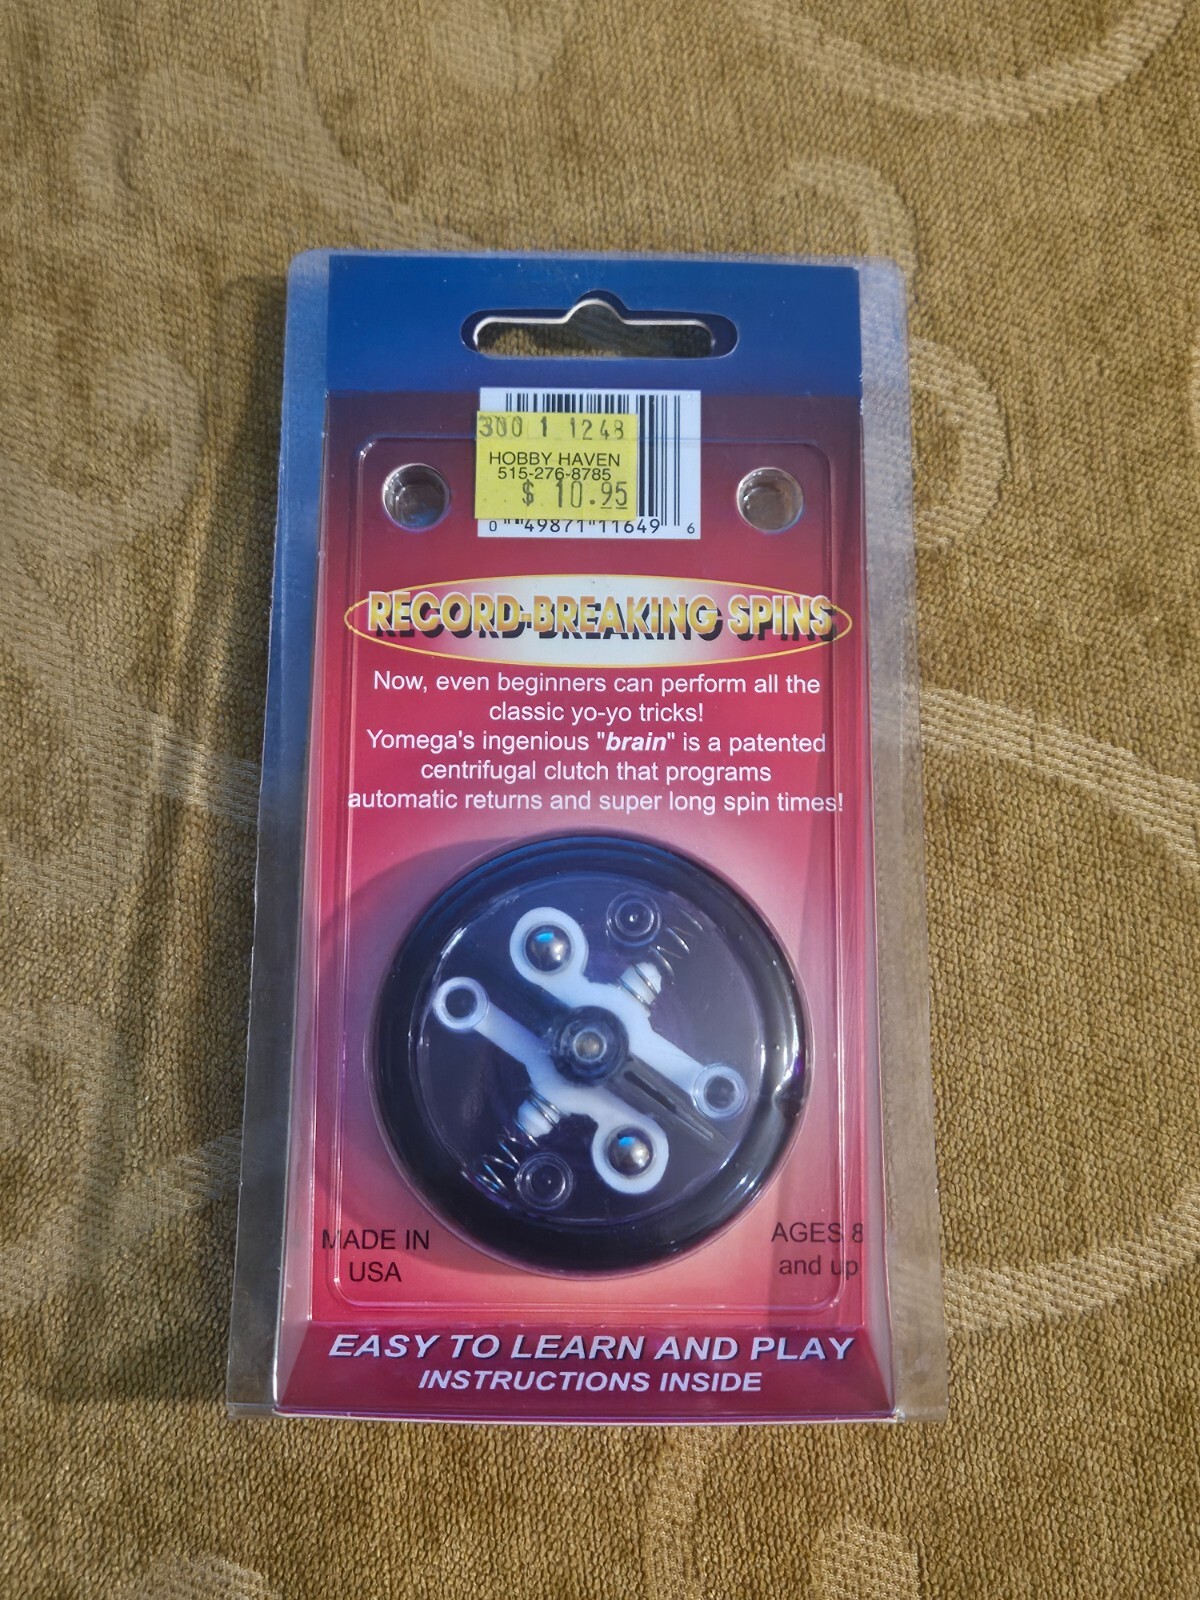 300 1 1248
HOBBY HAVEN
515-276-8785
$ 10.95
0 49871 11649 6
RECORD-BREAKING SPINS
Now, even beginners can perform all the
classic yo-yo tricks!
Yomega's ingenious "brain" is a patented
centrifugal clutch that programs
automatic returns and super long spin times!
MADE IN
USA
AGES 8
and up
EASY TO LEARN AND PLAY
INSTRUCTIONS INSIDE